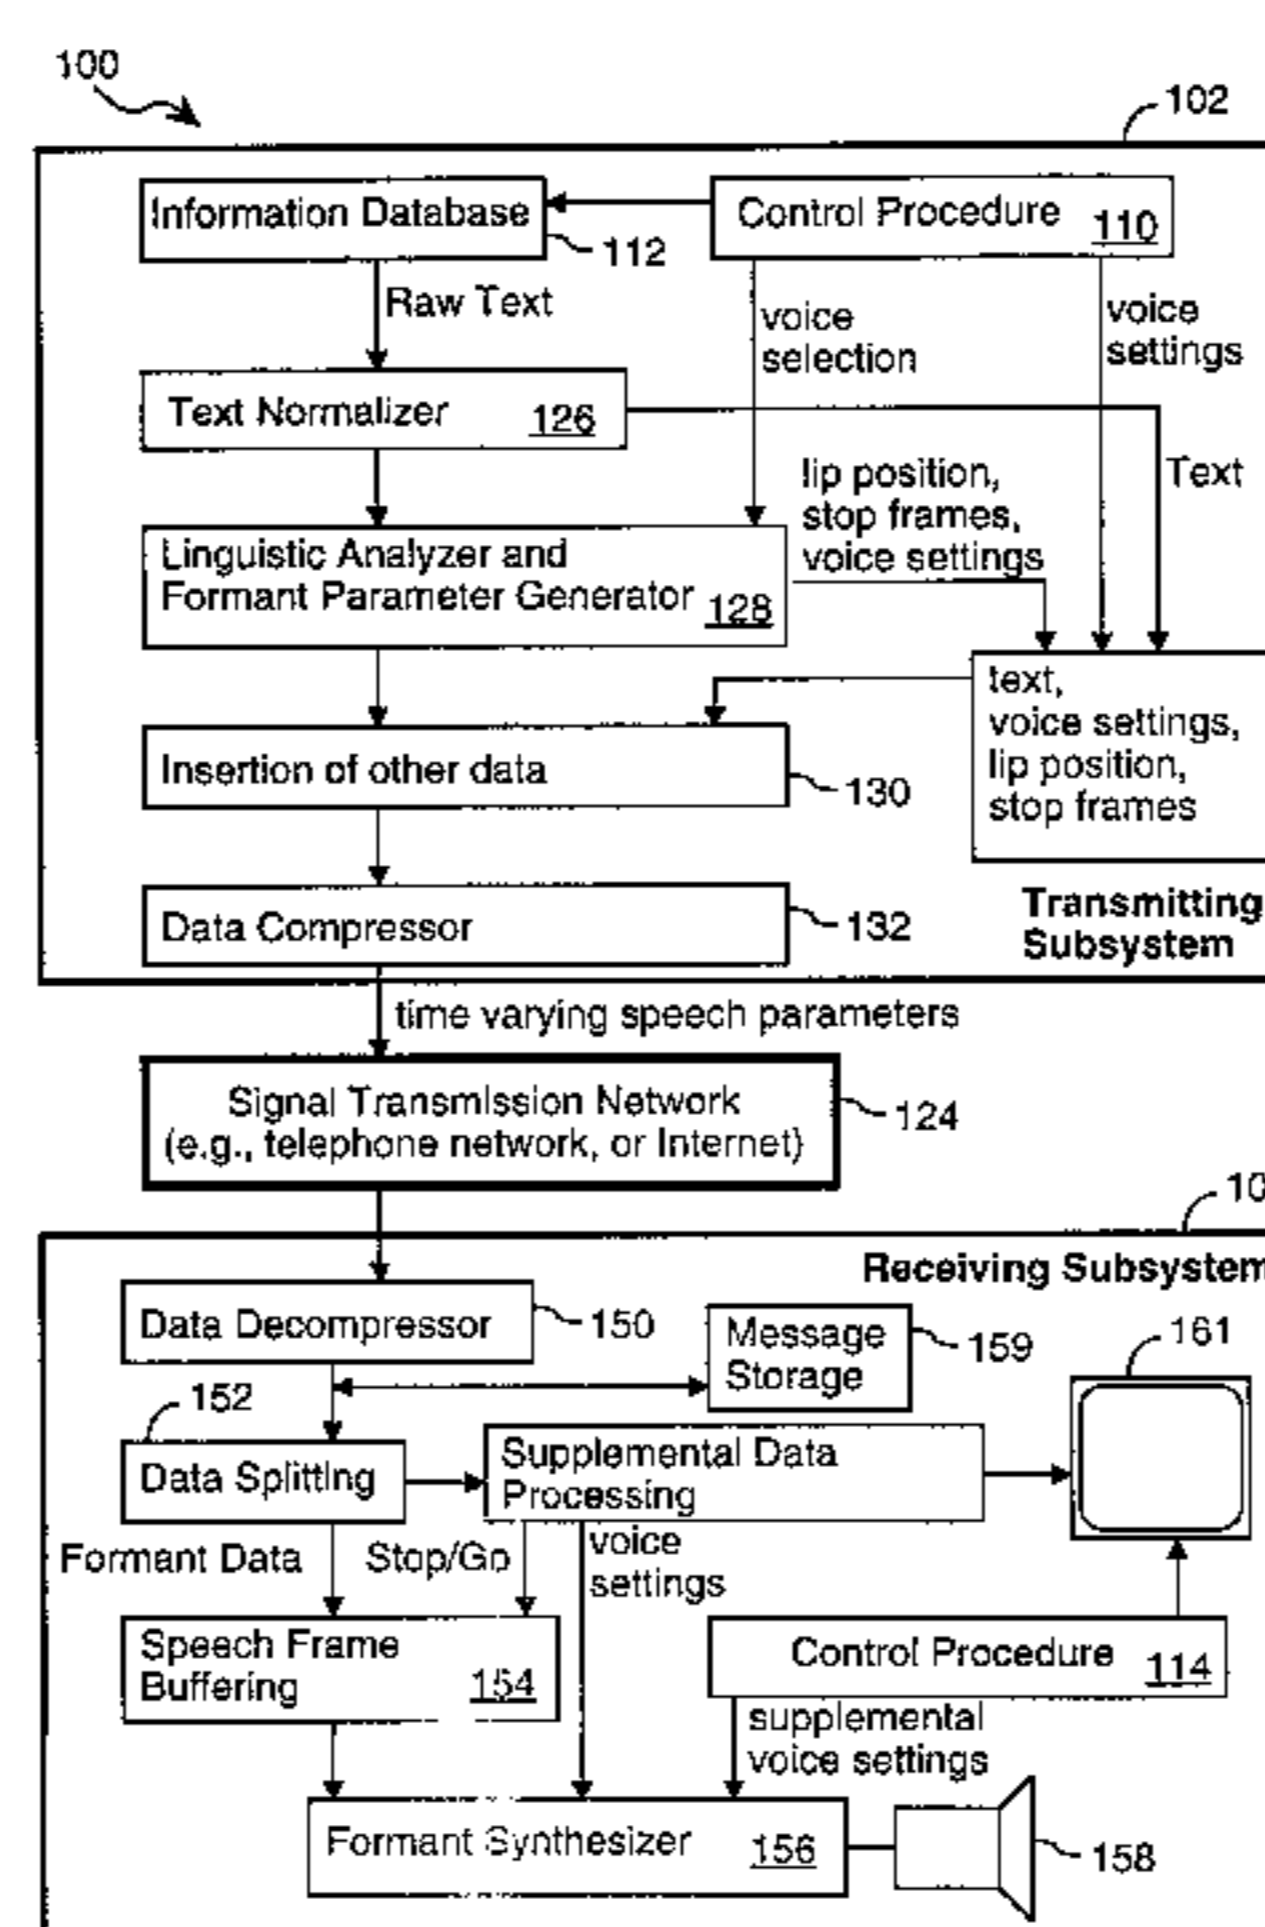 100
102
Information Database
112
Control Procedure 110
Raw Text
voice
selection
voice
settings
Text Normalizer 126
lip position,
stop frames,
voice settings
Text
Linguistic Analyzer and
Formant Parameter Generator 128
text,
voice settings,
lip position,
stop frames
Insertion of other data
130
Data Compressor
132
Transmitting
Subsystem
time varying speech parameters
Signal Transmission Network
(e.g., telephone network, or Internet)
124
10
Receiving Subsystem
Data Decompressor
150
Message
Storage
159
161
152
Data Splitting
Supplemental Data
Processing
Formant Data
Stop/Go
voice
settings
Speech Frame
Buffering 154
Control Procedure 114
supplemental
voice settings
Formant Synthesizer 156
158